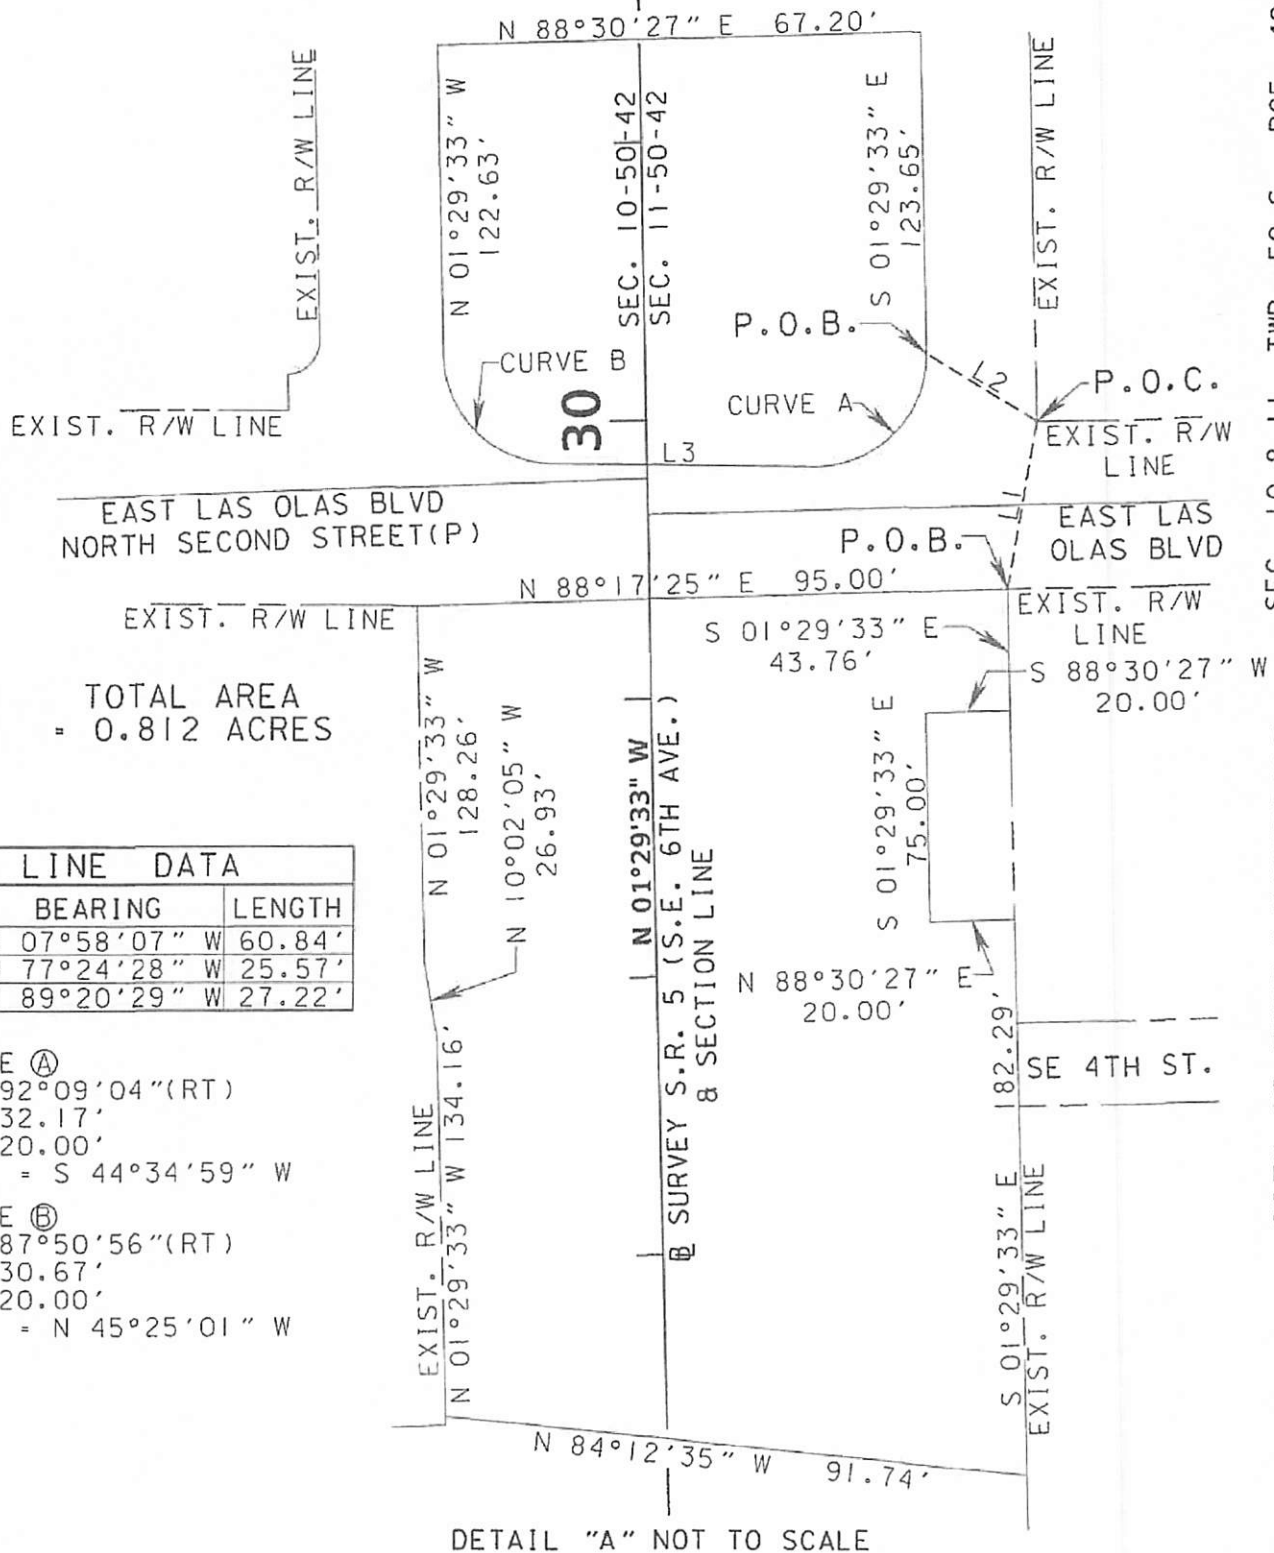 N 88°30'27" E 67.20'
EXIST. R/W LINE
N 01°29'33" W
122.63'
SEC. 10-50-42
SEC. 11-50-42
S 01°29'33" E
123.65'
EXIST. R/W LINE
P.O.B.
CURVE B
30
L2
P.O.C.
CURVE A
EXIST. R/W LINE
EXIST. R/W
LINE
L3
EAST LAS OLAS BLVD
NORTH SECOND STREET(P)
L1
EAST LAS
OLAS BLVD
P.O.B.
N 88°17'25" E 95.00'
EXIST. R/W LINE
EXIST. R/W
LINE
S 01°29'33" E
43.76'
S 88°30'27" W
20.00'
TOTAL AREA
= 0.812 ACRES
N 01°29'33" W
128.26'
N 10°02'05" W
26.93'
N 01°29'33" W
S 01°29'33" E
75.00'
LINE DATA
BEARING LENGTH
07°58'07" W 60.84'
77°24'28" W 25.57'
89°20'29" W 27.22'
N 88°30'27" E
20.00'
SE 4TH ST.
E Ⓐ
92°09'04"(RT)
32.17'
20.00'
= S 44°34'59" W
E Ⓑ
87°50'56"(RT)
30.67'
20.00'
= N 45°25'01" W
EXIST. R/W LINE
N 01°29'33" W 134.16'
B SURVEY S.R. 5 (S.E. 6TH AVE.)
& SECTION LINE
S 01°29'33" E 182.29'
EXIST. R/W LINE
N 84°12'35" W 91.74'
DETAIL "A" NOT TO SCALE